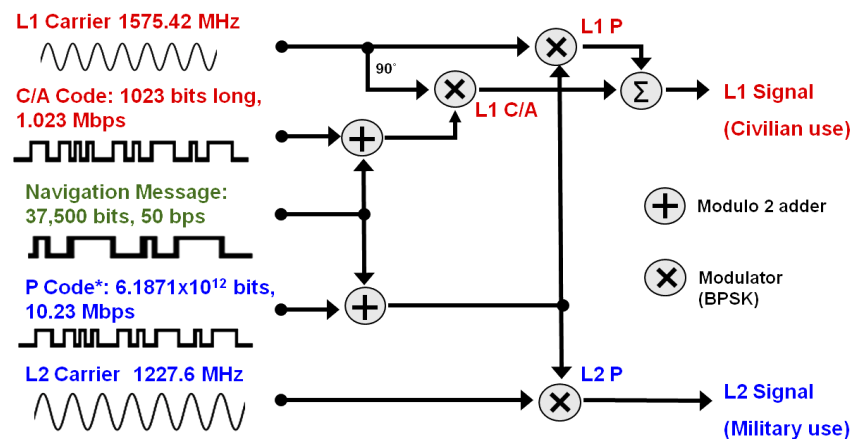 L1 Carrier 1575.42 MHz
C/A Code: 1023 bits long,
1.023 Mbps
Navigation Message:
37,500 bits, 50 bps
P Code*: 6.1871x10¹² bits,
10.23 Mbps
L2 Carrier 1227.6 MHz
90°
L1 P
L1 C/A
Σ
L1 Signal
(Civilian use)
Modulo 2 adder
Modulator
(BPSK)
L2 P
L2 Signal
(Military use)